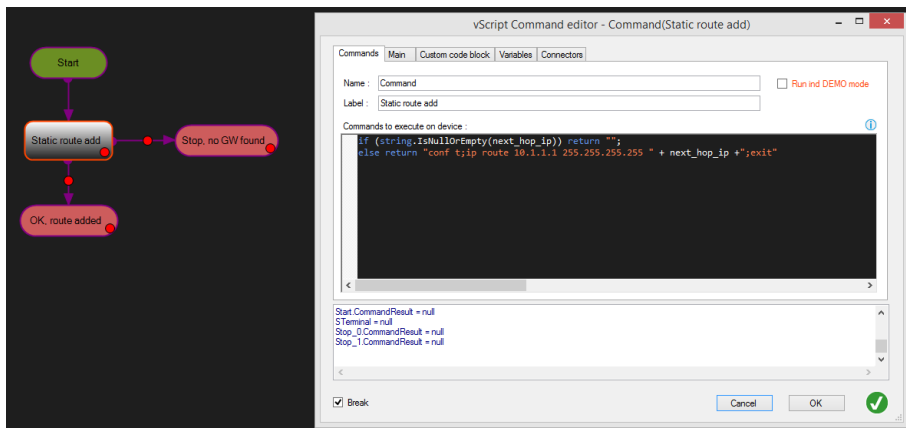 vScript Command editor - Command(Static route add)
Start
Static route add
Stop, no GW found
OK, route added
Commands Main Custom code block Variables Connectors
Name : Command
Run ind DEMO mode
Label : Static route add
Commands to execute on device :
if (string.IsNullOrEmpty(next_hop_ip)) return "";
else return "conf t;ip route 10.1.1.1 255.255.255.255 " + next_hop_ip +";exit"
Start.CommandResult = null
STerminal = null
Stop_0.CommandResult = null
Stop_1.CommandResult = null
Break
Cancel
OK